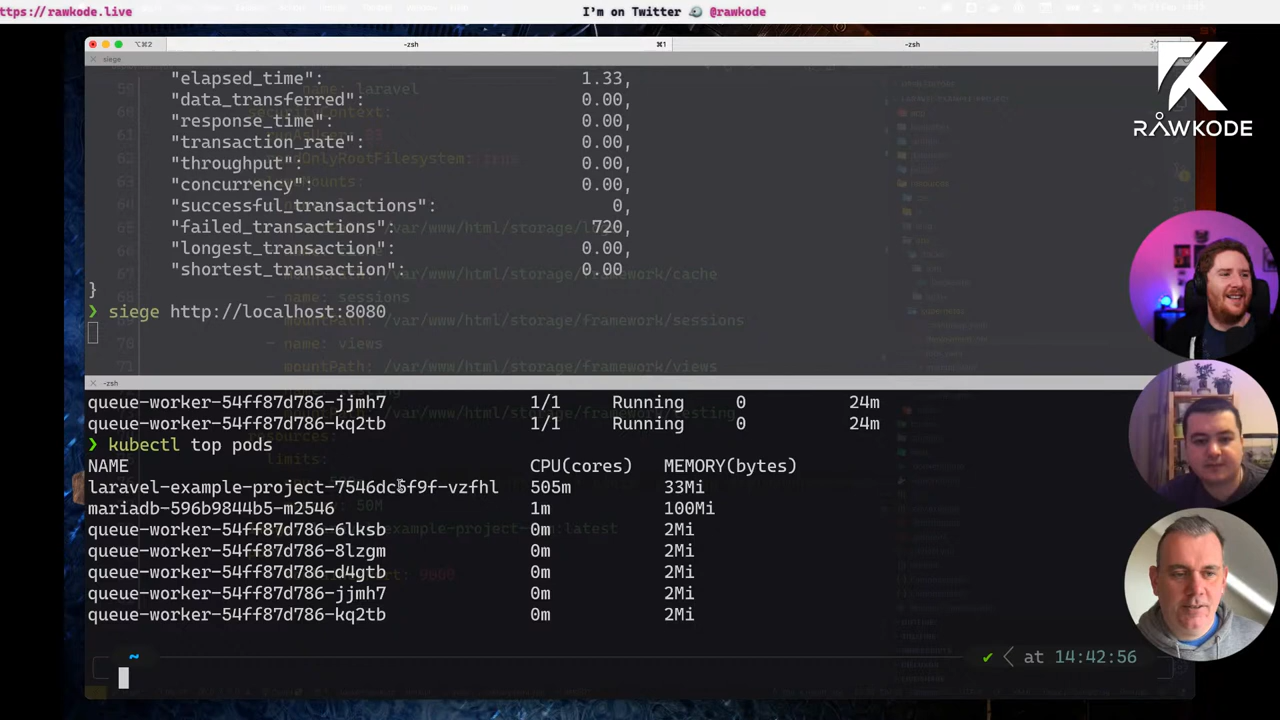 https://rawkode.live
I'm on Twitter @rawkode
⌥⌘2
-zsh
⌘1
-zsh
siege
"elapsed_time": 1.33,
"data_transferred": 0.00,
"response_time": 0.00,
"transaction_rate": 0.00,
"throughput": 0.00,
"concurrency": 0.00,
"successful_transactions": 0,
"failed_transactions": 720,
"longest_transaction": 0.00,
"shortest_transaction": 0.00
}
❯ siege http://localhost:8080
RAWKODE
-zsh
queue-worker-54ff87d786-jjmh7 1/1 Running 0 24m
queue-worker-54ff87d786-kq2tb 1/1 Running 0 24m
❯ kubectl top pods
NAME CPU(cores) MEMORY(bytes)
laravel-example-project-7546dc5f9f-vzfhl 505m 33Mi
mariadb-596b9844b5-m2546 1m 100Mi
queue-worker-54ff87d786-6lksb 0m 2Mi
queue-worker-54ff87d786-8lzgm 0m 2Mi
queue-worker-54ff87d786-d4gtb 0m 2Mi
queue-worker-54ff87d786-jjmh7 0m 2Mi
queue-worker-54ff87d786-kq2tb 0m 2Mi
~ ✔ at 14:42:56